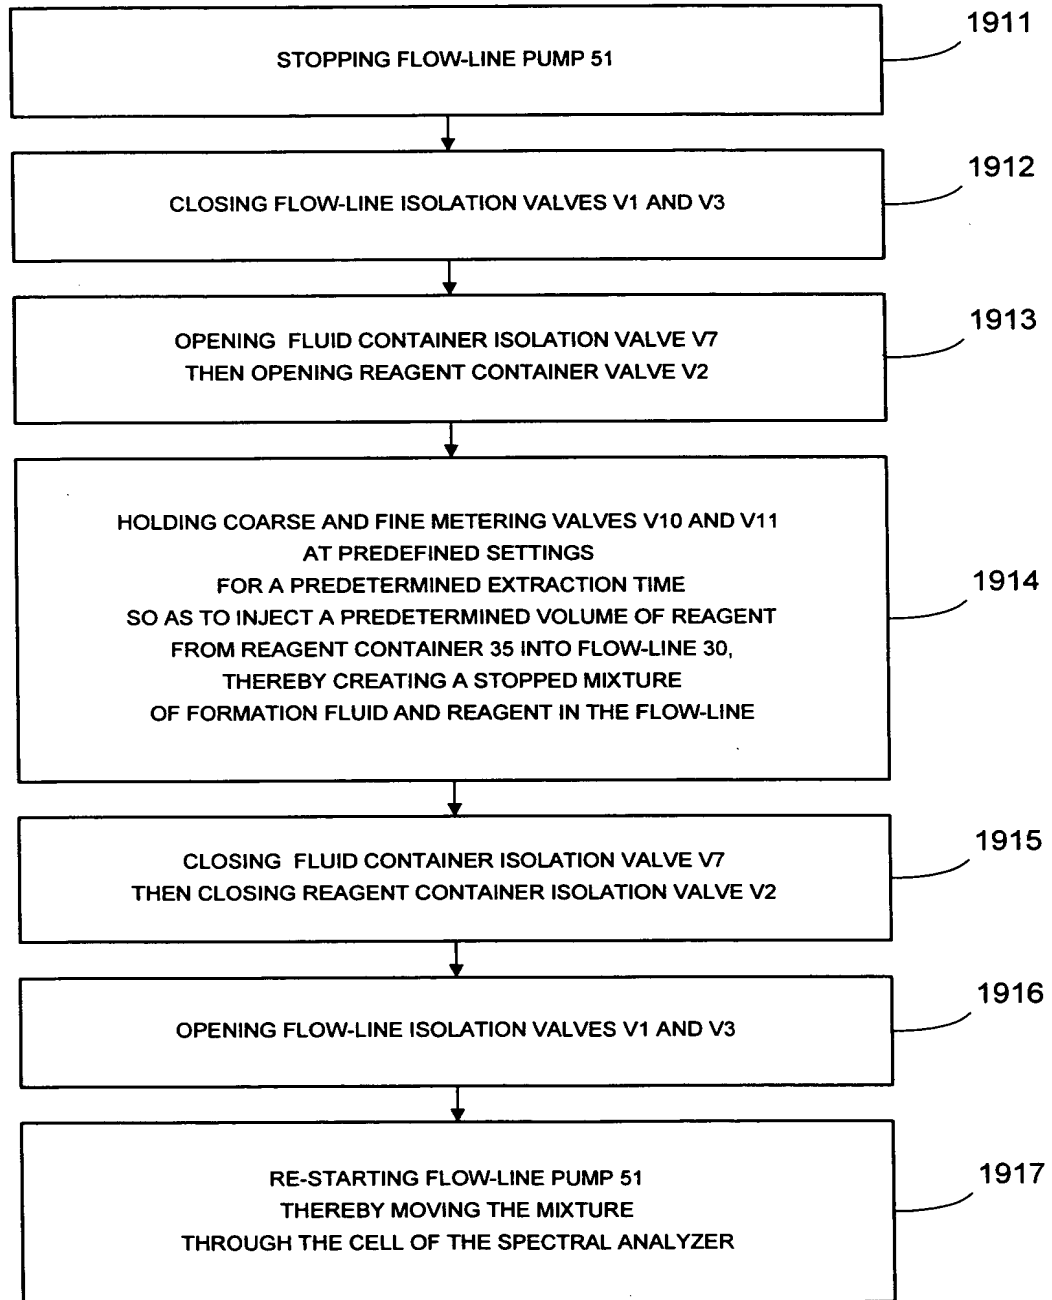 1911
STOPPING FLOW-LINE PUMP 51
1912
CLOSING FLOW-LINE ISOLATION VALVES V1 AND V3
1913
OPENING FLUID CONTAINER ISOLATION VALVE V7
THEN OPENING REAGENT CONTAINER VALVE V2
1914
HOLDING COARSE AND FINE METERING VALVES V10 AND V11
AT PREDEFINED SETTINGS
FOR A PREDETERMINED EXTRACTION TIME
SO AS TO INJECT A PREDETERMINED VOLUME OF REAGENT
FROM REAGENT CONTAINER 35 INTO FLOW-LINE 30,
THEREBY CREATING A STOPPED MIXTURE
OF FORMATION FLUID AND REAGENT IN THE FLOW-LINE
1915
CLOSING FLUID CONTAINER ISOLATION VALVE V7
THEN CLOSING REAGENT CONTAINER ISOLATION VALVE V2
1916
OPENING FLOW-LINE ISOLATION VALVES V1 AND V3
1917
RE-STARTING FLOW-LINE PUMP 51
THEREBY MOVING THE MIXTURE
THROUGH THE CELL OF THE SPECTRAL ANALYZER